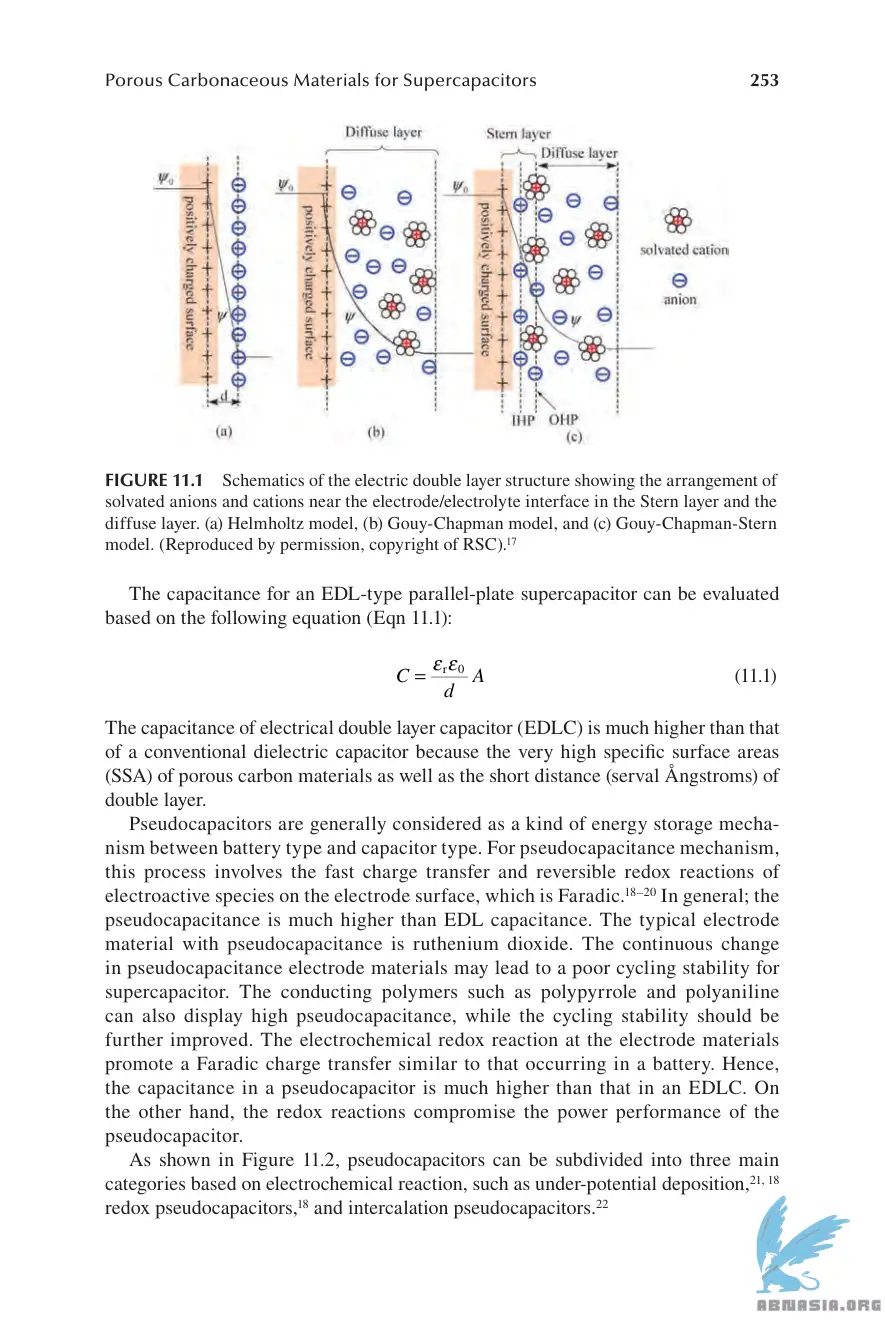 Porous Carbonaceous Materials for Supercapacitors 253
Diffuse layer
Stern layer
Diffuse layer
ψ0
ψ0
ψ0
positively charged surface
positively charged surface
positively charged surface
ψ
ψ
ψ
solvated cation
anion
d
IHP OHP
(a)
(b)
(c)
FIGURE 11.1 Schematics of the electric double layer structure showing the arrangement of
solvated anions and cations near the electrode/electrolyte interface in the Stern layer and the
diffuse layer. (a) Helmholtz model, (b) Gouy-Chapman model, and (c) Gouy-Chapman-Stern
model. (Reproduced by permission, copyright of RSC).17
The capacitance for an EDL-type parallel-plate supercapacitor can be evaluated
based on the following equation (Eqn 11.1):
C = εrε0/d A (11.1)
The capacitance of electrical double layer capacitor (EDLC) is much higher than that
of a conventional dielectric capacitor because the very high specific surface areas
(SSA) of porous carbon materials as well as the short distance (serval Ångstroms) of
double layer.
Pseudocapacitors are generally considered as a kind of energy storage mecha-
nism between battery type and capacitor type. For pseudocapacitance mechanism,
this process involves the fast charge transfer and reversible redox reactions of
electroactive species on the electrode surface, which is Faradic.18–20 In general; the
pseudocapacitance is much higher than EDL capacitance. The typical electrode
material with pseudocapacitance is ruthenium dioxide. The continuous change
in pseudocapacitance electrode materials may lead to a poor cycling stability for
supercapacitor. The conducting polymers such as polypyrrole and polyaniline
can also display high pseudocapacitance, while the cycling stability should be
further improved. The electrochemical redox reaction at the electrode materials
promote a Faradic charge transfer similar to that occurring in a battery. Hence,
the capacitance in a pseudocapacitor is much higher than that in an EDLC. On
the other hand, the redox reactions compromise the power performance of the
pseudocapacitor.
As shown in Figure 11.2, pseudocapacitors can be subdivided into three main
categories based on electrochemical reaction, such as under-potential deposition,21, 18
redox pseudocapacitors,18 and intercalation pseudocapacitors.22
ABNASIA.ORG